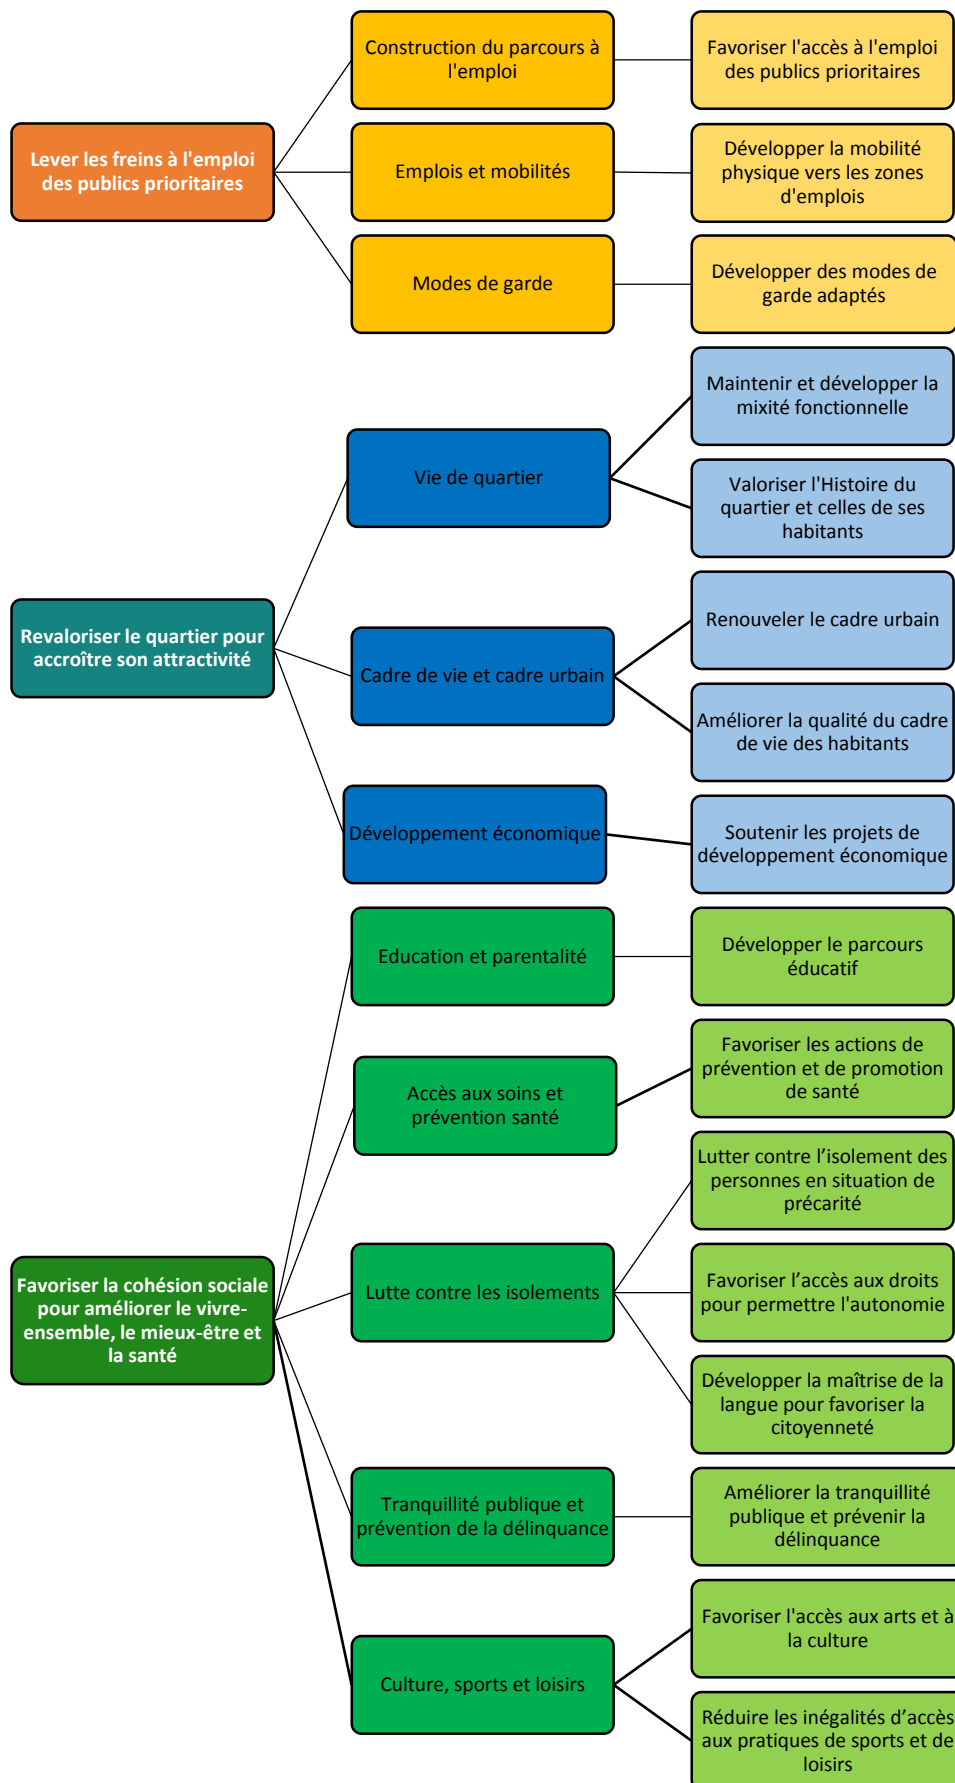 Construction du parcours à
l'emploi
Favoriser l'accès à l'emploi
des publics prioritaires
Lever les freins à l'emploi
des publics prioritaires
Emplois et mobilités
Développer la mobilité
physique vers les zones
d'emplois
Modes de garde
Développer des modes de
garde adaptés
Revaloriser le quartier pour
accroître son attractivité
Vie de quartier
Maintenir et développer la
mixité fonctionnelle
Valoriser l'Histoire du
quartier et celles de ses
habitants
Cadre de vie et cadre urbain
Renouveler le cadre urbain
Améliorer la qualité du cadre
de vie des habitants
Développement économique
Soutenir les projets de
développement économique
Favoriser la cohésion sociale
pour améliorer le vivre-
ensemble, le mieux-être et
la santé
Education et parentalité
Développer le parcours
éducatif
Accès aux soins et
prévention santé
Favoriser les actions de
prévention et de promotion
de santé
Lutte contre les isolements
Lutter contre l’isolement des
personnes en situation de
précarité
Favoriser l’accès aux droits
pour permettre l'autonomie
Développer la maîtrise de la
langue pour favoriser la
citoyenneté
Tranquillité publique et
prévention de la délinquance
Améliorer la tranquillité
publique et prévenir la
délinquance
Culture, sports et loisirs
Favoriser l'accès aux arts et à
la culture
Réduire les inégalités d’accès
aux pratiques de sports et de
loisirs